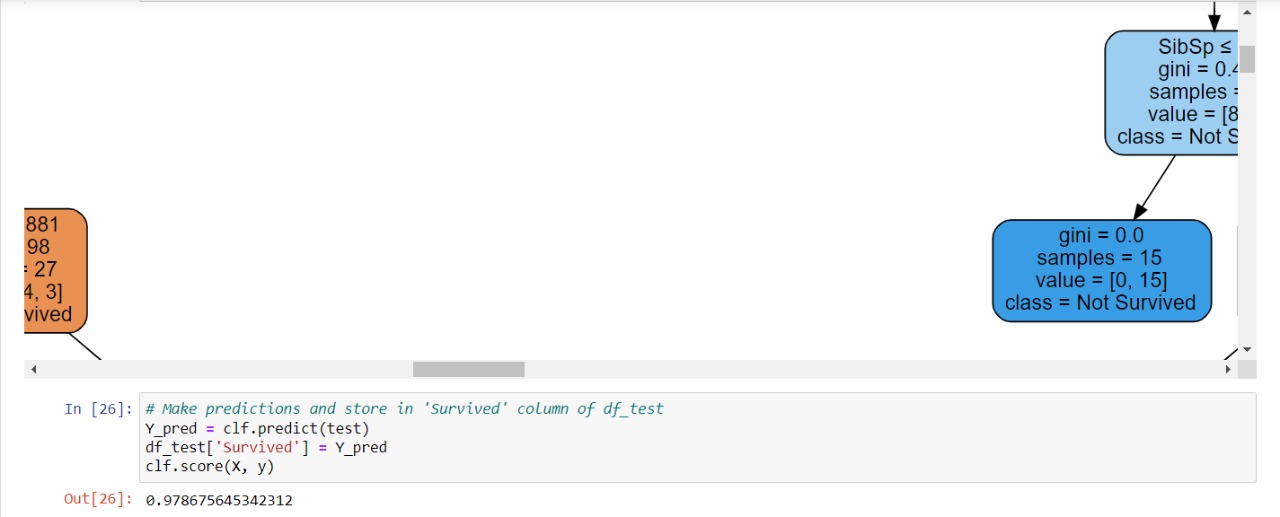 SibSp ≤
gini = 0.4
samples =
value = [8
class = Not S
881
98
= 27
4, 3]
vived
gini = 0.0
samples = 15
value = [0, 15]
class = Not Survived
In [26]: # Make predictions and store in 'Survived' column of df_test
Y_pred = clf.predict(test)
df_test['Survived'] = Y_pred
clf.score(X, y)
Out[26]: 0.978675645342312